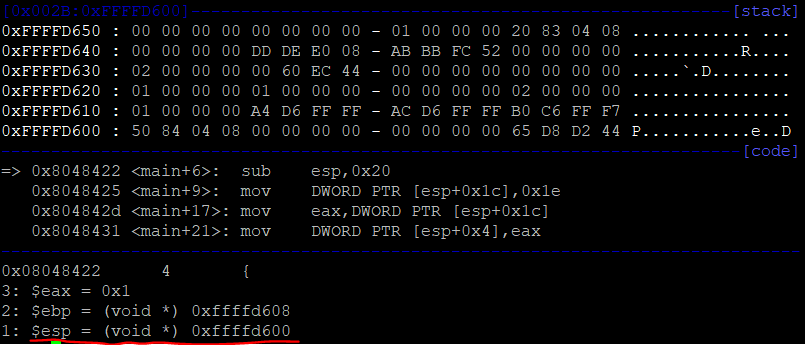 [0x002B:0xFFFFD600] [stack]
0xFFFFD650 : 00 00 00 00 00 00 00 00 - 01 00 00 00 20 83 04 08 ............ ...
0xFFFFD640 : 00 00 00 00 DD DE E0 08 - AB BB FC 52 00 00 00 00 ...........R....
0xFFFFD630 : 02 00 00 00 00 60 EC 44 - 00 00 00 00 00 00 00 00 .....`.D........
0xFFFFD620 : 01 00 00 00 01 00 00 00 - 00 00 00 00 02 00 00 00 ................
0xFFFFD610 : 01 00 00 00 A4 D6 FF FF - AC D6 FF FF B0 C6 FF F7 ................
0xFFFFD600 : 50 84 04 08 00 00 00 00 - 00 00 00 00 65 D8 D2 44 P...........e..D
[code]
=> 0x8048422 <main+6>: sub esp,0x20
0x8048425 <main+9>: mov DWORD PTR [esp+0x1c],0x1e
0x804842d <main+17>: mov eax,DWORD PTR [esp+0x1c]
0x8048431 <main+21>: mov DWORD PTR [esp+0x4],eax
0x08048422 4 {
3: $eax = 0x1
2: $ebp = (void *) 0xffffd608
1: $esp = (void *) 0xffffd600